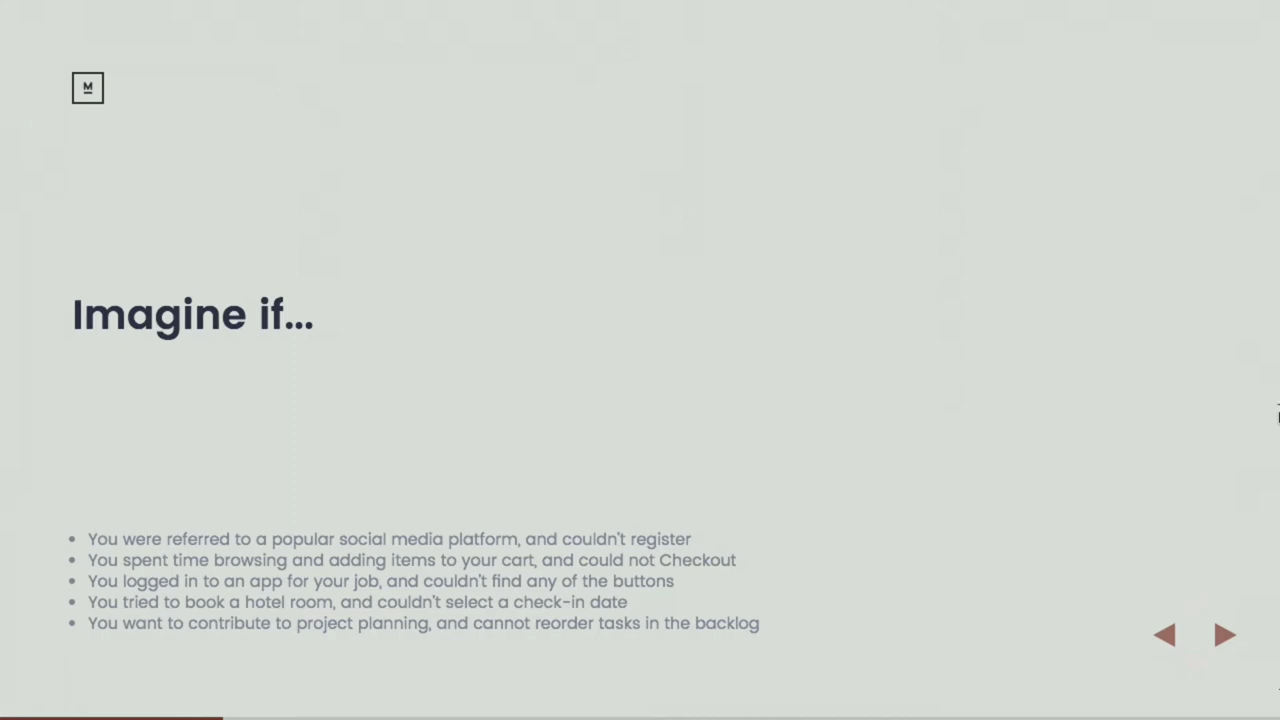 M
Imagine if...
• You were referred to a popular social media platform, and couldn't register
• You spent time browsing and adding items to your cart, and could not Checkout
• You logged in to an app for your job, and couldn't find any of the buttons
• You tried to book a hotel room, and couldn't select a check-in date
• You want to contribute to project planning, and cannot reorder tasks in the backlog